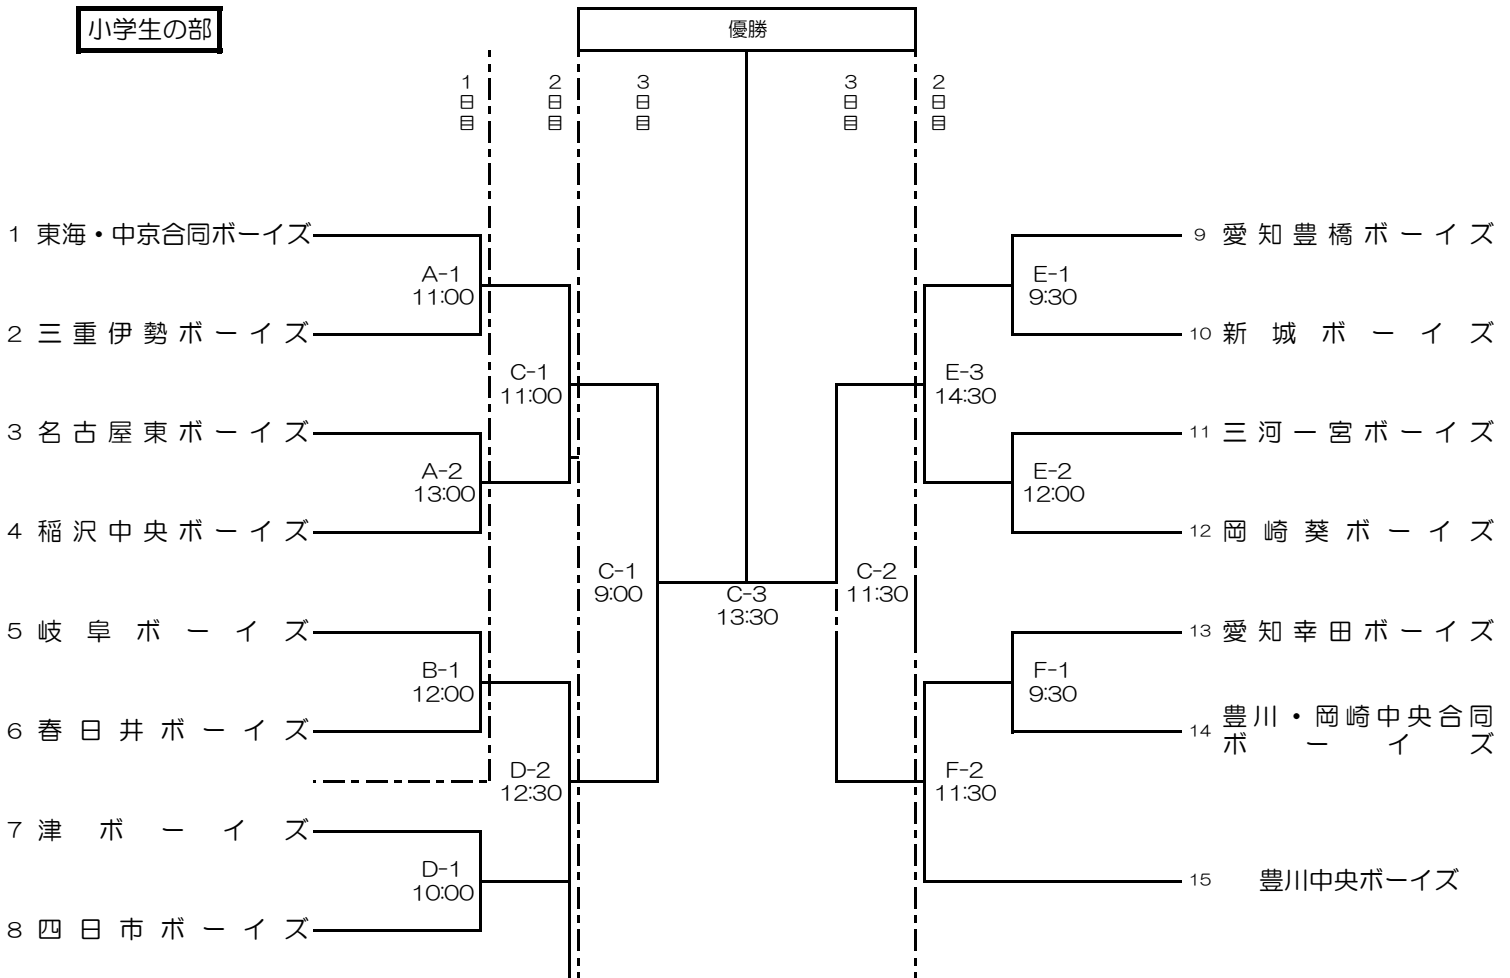 小学生の部
優勝
1日目
2日目
3日目
3日目
2日目
1 東海・中京合同ボーイズ
A-1
11:00
2 三重伊勢ボーイズ
C-1
11:00
3 名古屋東ボーイズ
A-2
13:00
4 稲沢中央ボーイズ
C-1
9:00
5 岐阜ボーイズ
B-1
12:00
6 春日井ボーイズ
D-2
12:30
7 津ボーイズ
D-1
10:00
8 四日市ボーイズ
C-3
13:30
9 愛知豊橋ボーイズ
E-1
9:30
10 新城ボーイズ
E-3
14:30
11 三河一宮ボーイズ
E-2
12:00
12 岡崎葵ボーイズ
C-2
11:30
13 愛知幸田ボーイズ
F-1
9:30
14 豊川・岡崎中央合同
ボーイズ
F-2
11:30
15 豊川中央ボーイズ